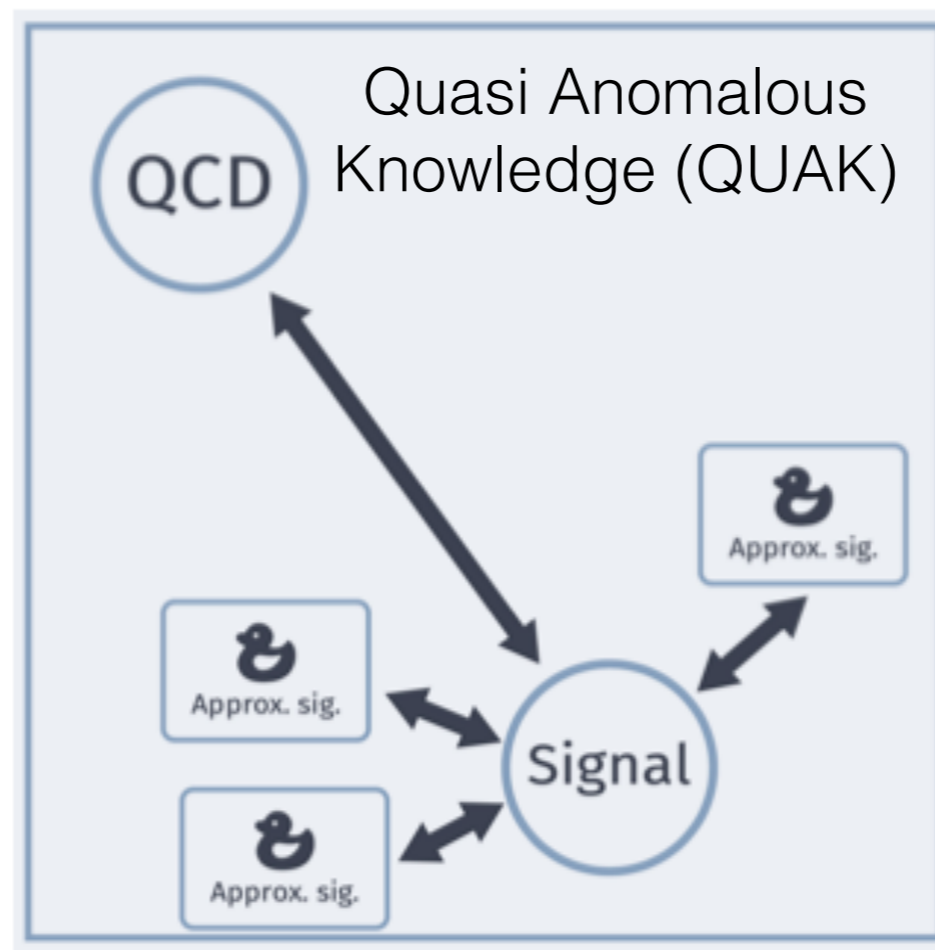 Quasi Anomalous
Knowledge (QUAK)
QCD
Approx. sig.
Approx. sig.
Signal
Approx. sig.